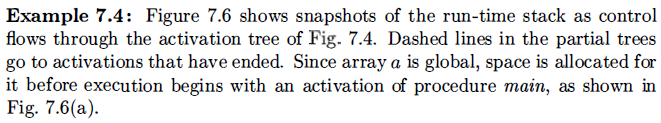 Example 7.4: Figure 7.6 shows snapshots of the run-time stack as control
flows through the activation tree of Fig. 7.4. Dashed lines in the partial trees
go to activations that have ended. Since array a is global, space is allocated for
it before execution begins with an activation of procedure main, as shown in
Fig. 7.6(a).